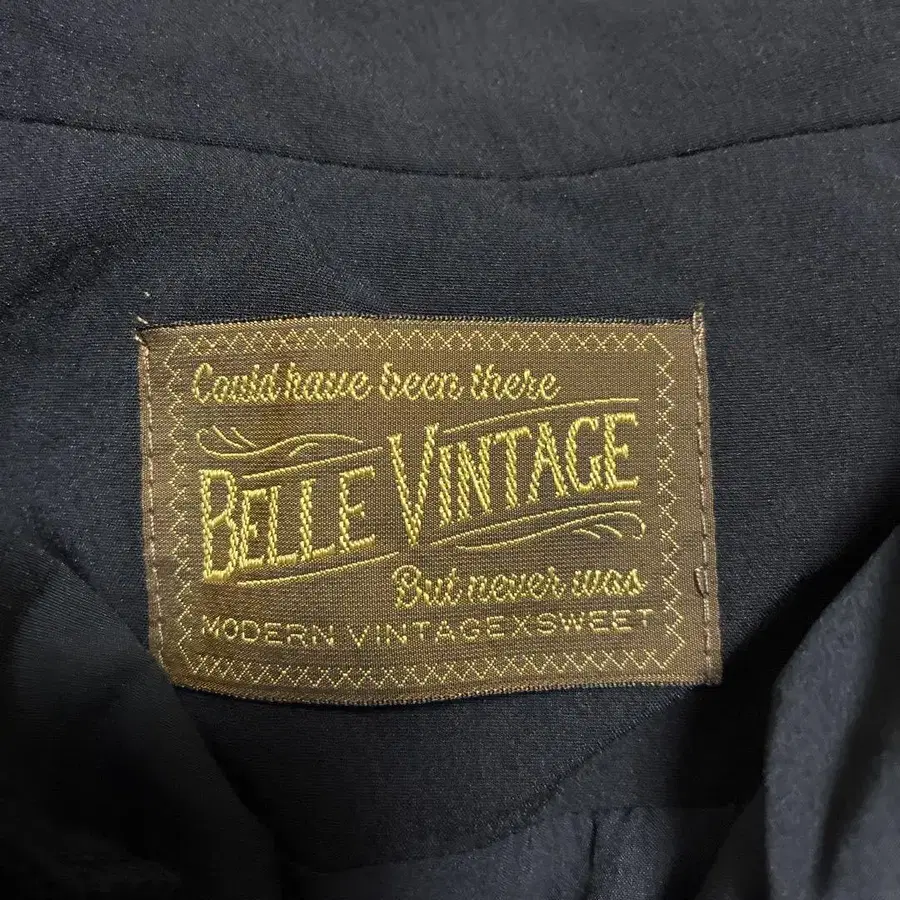 Could have been there
BELLE VINTAGE
But never was
MODERN VINTAGEXSWEET